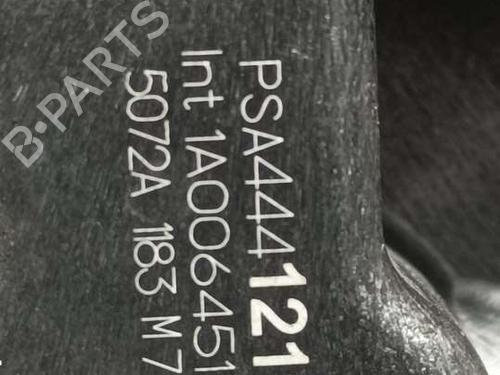 B-PARTS
PSA444121
Int 1A006451
5072A 1183 M7